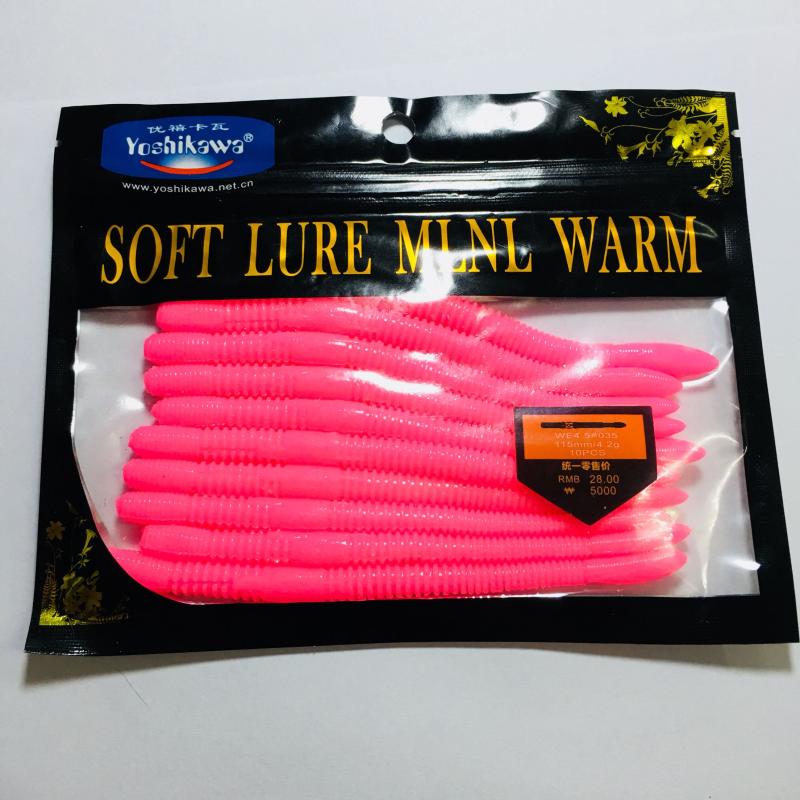 优禧卡瓦
Yoshikawa®
www.yoshikawa.net.cn
SOFT LURE MLNL WARM
WE4.5#035
115mm/4.2g
10PCS
统一零售价
RMB 28.00
₩ 5000